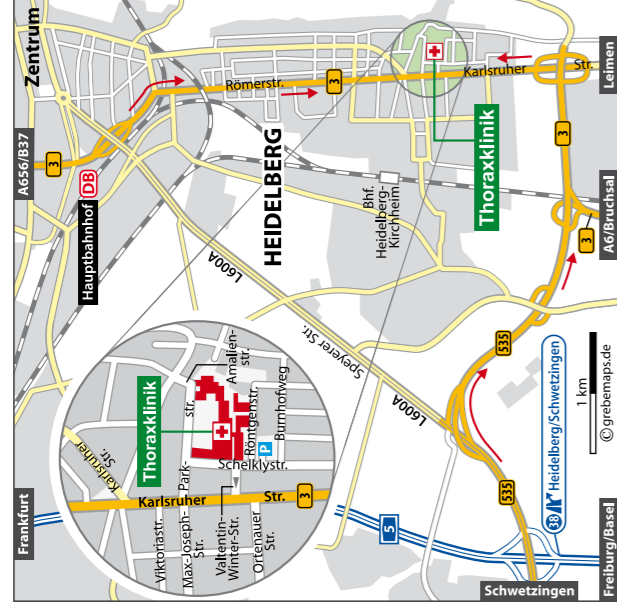 Zentrum
A656/B37
3
Hauptbahnhof DB
Römerstr.
3
Karlsruher
Str.
Leimen
HEIDELBERG
Thoraxklinik
Bhf.
Heidelberg-
Kirchheim
3
3
A6/Bruchsal
L600A
Speyerer Str.
L600A
535
535
1 km
© grebemaps.de
38 Heidelberg/Schwetzingen
5
Schwetzingen
Freiburg/Basel
Frankfurt
Karlsruher
Str.
Thoraxklinik
Amalien-
str.
Röntgenstr.
P
Burnhofweg
Schelklystr.
Karlsruher
Str.
3
Viktoriastr.
Max-Joseph-
Str.
Park-
str.
Valtentin-
Winter-Str.
Ortenauer
Str.